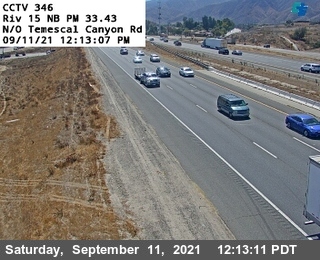 CCTV 346
Riv 15 NB PM 33.43
N/O Temescal Canyon Rd
09/11/21 12:13:07 PM
Saturday, September 11, 2021 12:13:11 PDT